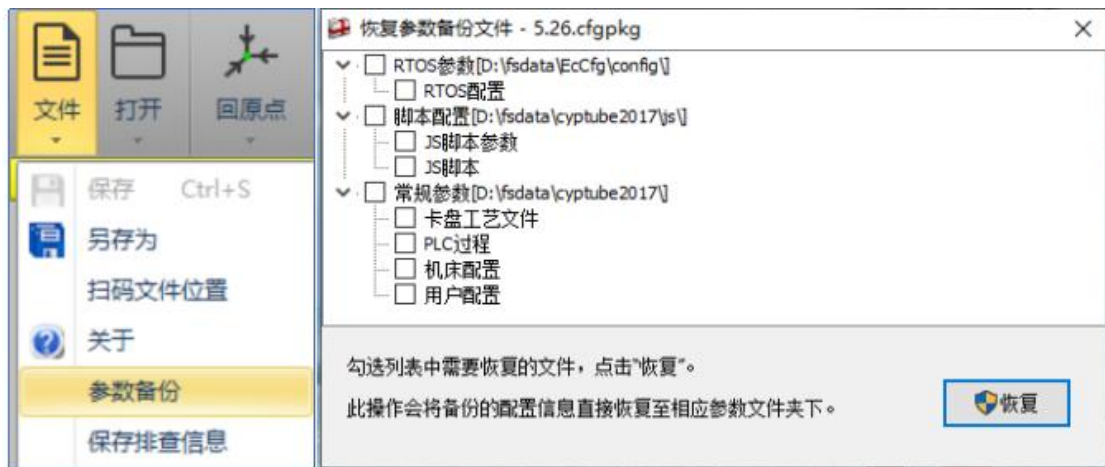 文件
打开
回原点
保存 Ctrl+S
另存为
扫码文件位置
关于
参数备份
保存排查信息
恢复参数备份文件 - 5.26.cfgpkg
RTOS参数[D:\fsdata\EcCfg\config\]
RTOS配置
脚本配置[D:\fsdata\cyptube2017\js\]
JS脚本参数
JS脚本
常规参数[D:\fsdata\cyptube2017\]
卡盘工艺文件
PLC过程
机床配置
用户配置
勾选列表中需要恢复的文件，点击"恢复"。
此操作会将备份的配置信息直接恢复至相应参数文件夹下。
恢复